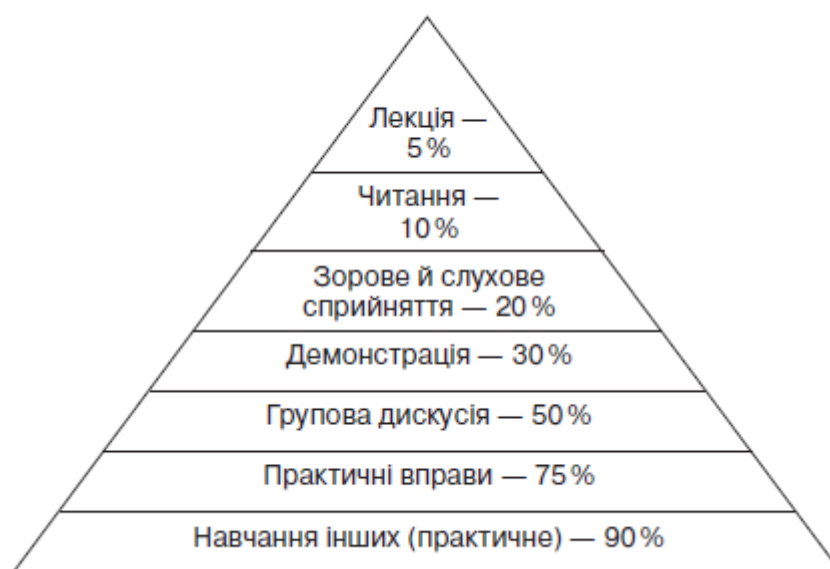 Лекція —
5 %
Читання —
10 %
Зорове й слухове
сприйняття — 20 %
Демонстрація — 30 %
Групова дискусія — 50 %
Практичні вправи — 75 %
Навчання інших (практичне) — 90 %